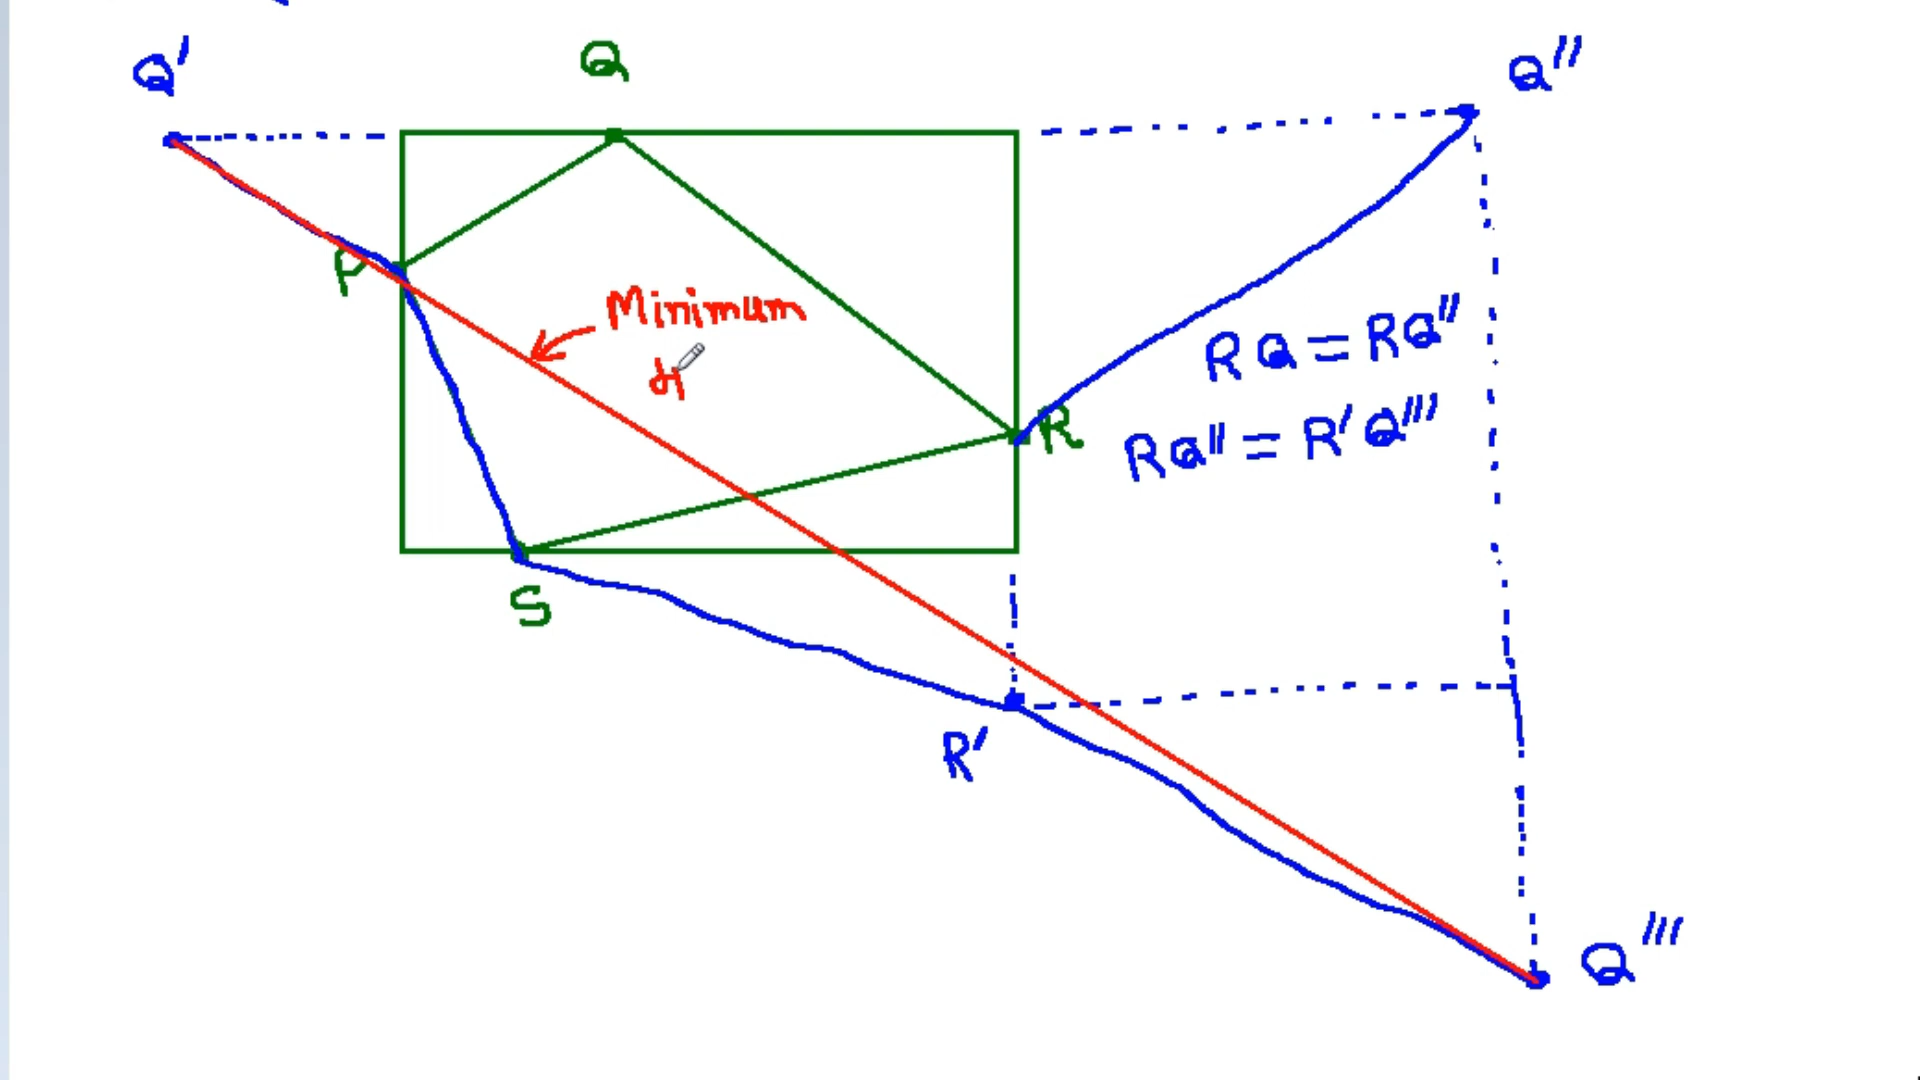 Q'
Q
Q''
P
Minimum
RQ = RQ''
R
RQ'' = R'Q'''
S
R'
Q'''